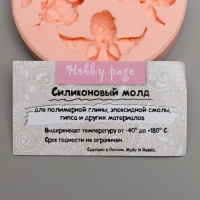 Hobby page
Силиконовый молд
для полимерной глины, эпоксидной смолы,
гипса и других материалов
Выдерживает температуру от -40° до +180° С
Срок годности не ограничен
Сделано в России. Made in Russia.